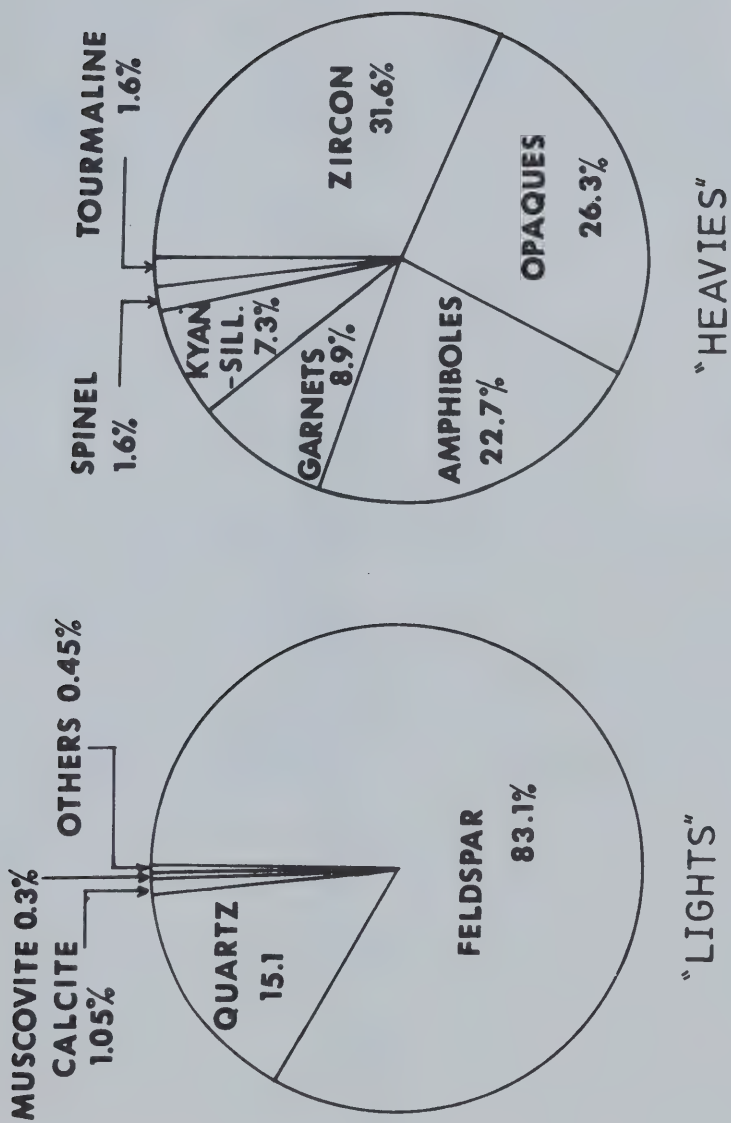 MUSCOVITE 0.3%
CALCITE
1.05%
OTHERS 0.45%
QUARTZ
15.1
FELDSPAR
83.1%
"LIGHTS"
SPINEL
1.6%
TOURMALINE
1.6%
KYAN
-SILL.
7.3%
ZIRCON
31.6%
GARNETS
8.9%
OPAQUES
26.3%
AMPHIBOLES
22.7%
"HEAVIES"